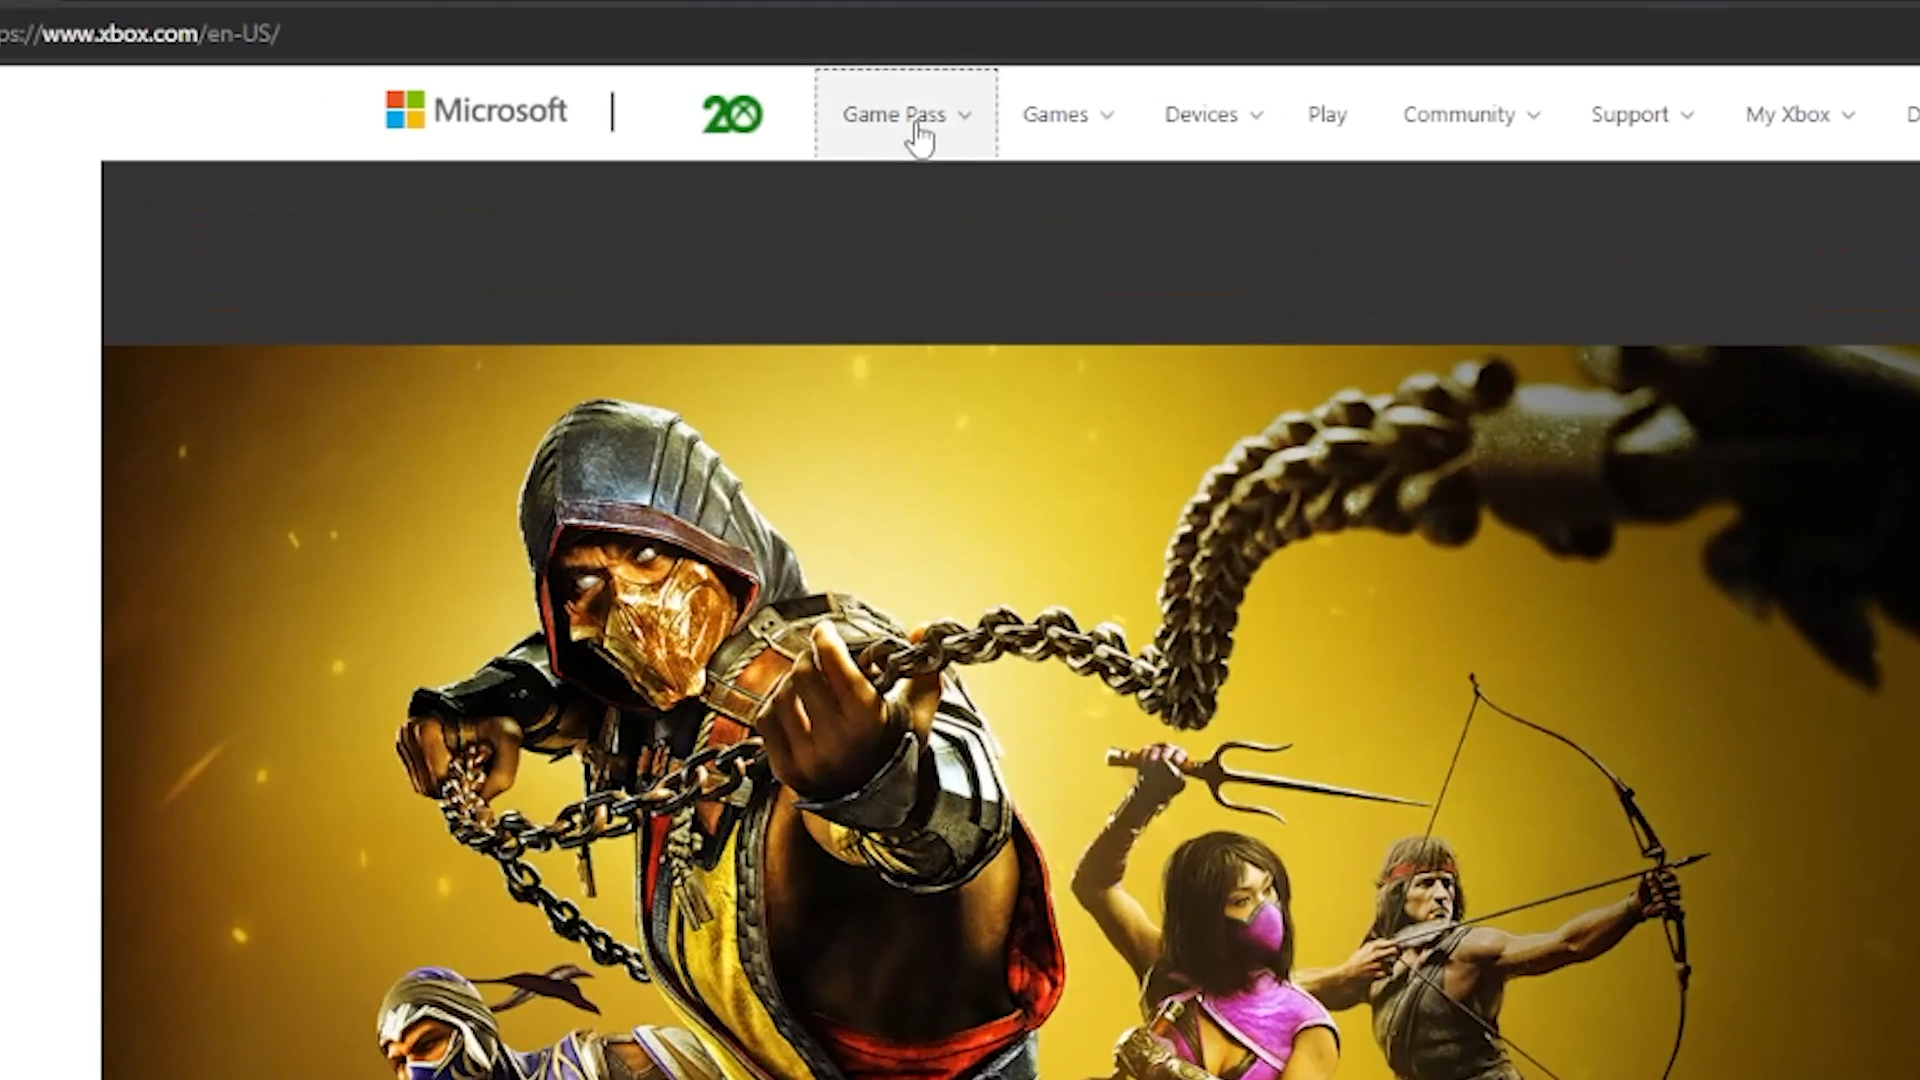 ps://www.xbox.com/en-US/
Microsoft
20
Game Pass
Games
Devices
Play
Community
Support
My Xbox
D